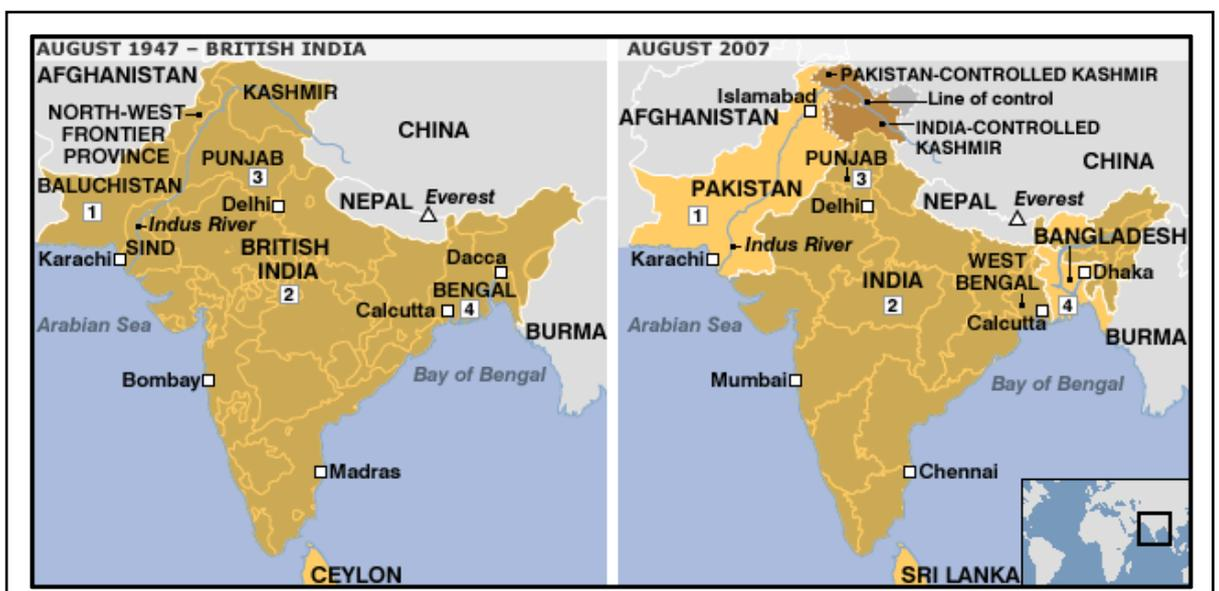 AUGUST 1947 – BRITISH INDIA
AFGHANISTAN
KASHMIR
NORTH-WEST
FRONTIER
PROVINCE
CHINA
PUNJAB
3
BALUCHISTAN
1
Delhi
NEPAL
Everest
Indus River
SIND
BRITISH
INDIA
2
Karachi
Dacca
BENGAL
4
Calcutta
Arabian Sea
BURMA
Bay of Bengal
Bombay
Madras
CEYLON
AUGUST 2007
PAKISTAN-CONTROLLED KASHMIR
Islamabad
Line of control
AFGHANISTAN
INDIA-CONTROLLED
KASHMIR
CHINA
PUNJAB
3
PAKISTAN
1
Delhi
NEPAL
Everest
Indus River
BANGLADESH
Karachi
WEST
BENGAL
Dhaka
INDIA
2
4
Calcutta
Arabian Sea
BURMA
Mumbai
Bay of Bengal
Chennai
SRI LANKA